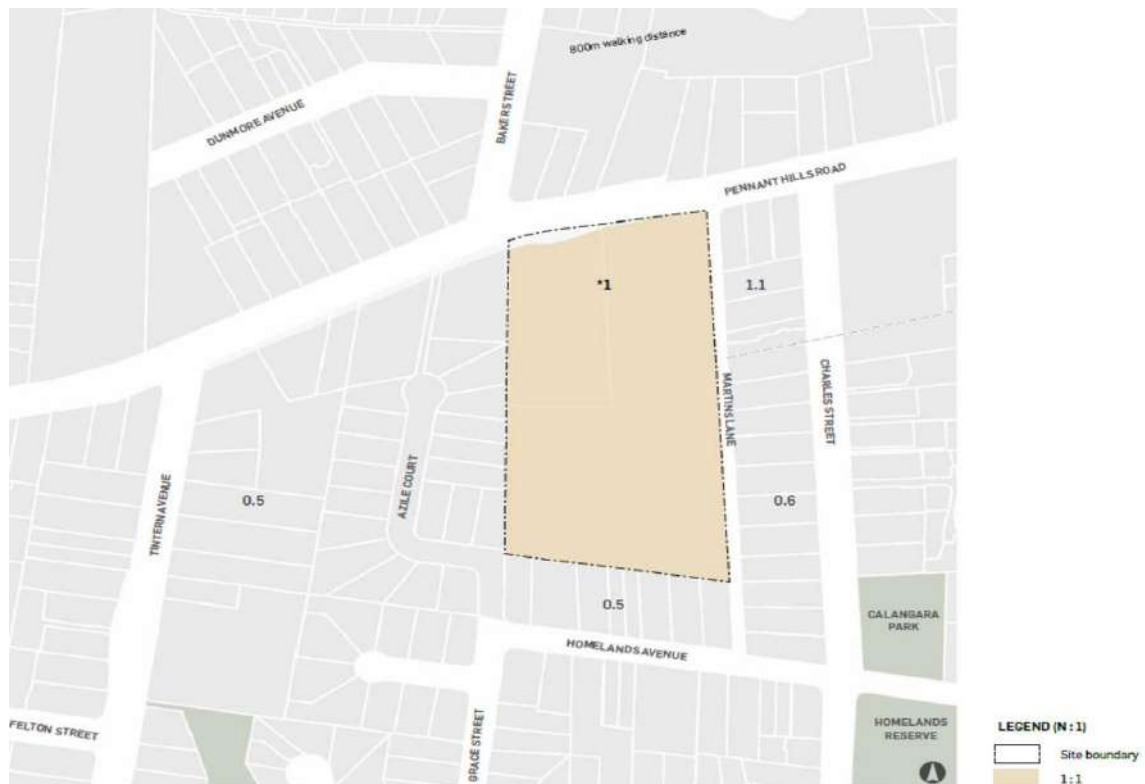 800m walking distance
BAKER STREET
DUNMORE AVENUE
PENNANT HILLS ROAD
*1
1.1
MARTINS LANE
CHARLES STREET
AZILE COURT
TINTERN AVENUE
0.5
0.6
0.5
CALANGARA
PARK
HOMELANDS AVENUE
FELTON STREET
GRACE STREET
HOMELANDS
RESERVE
LEGEND (N : 1)
Site boundary
1:1